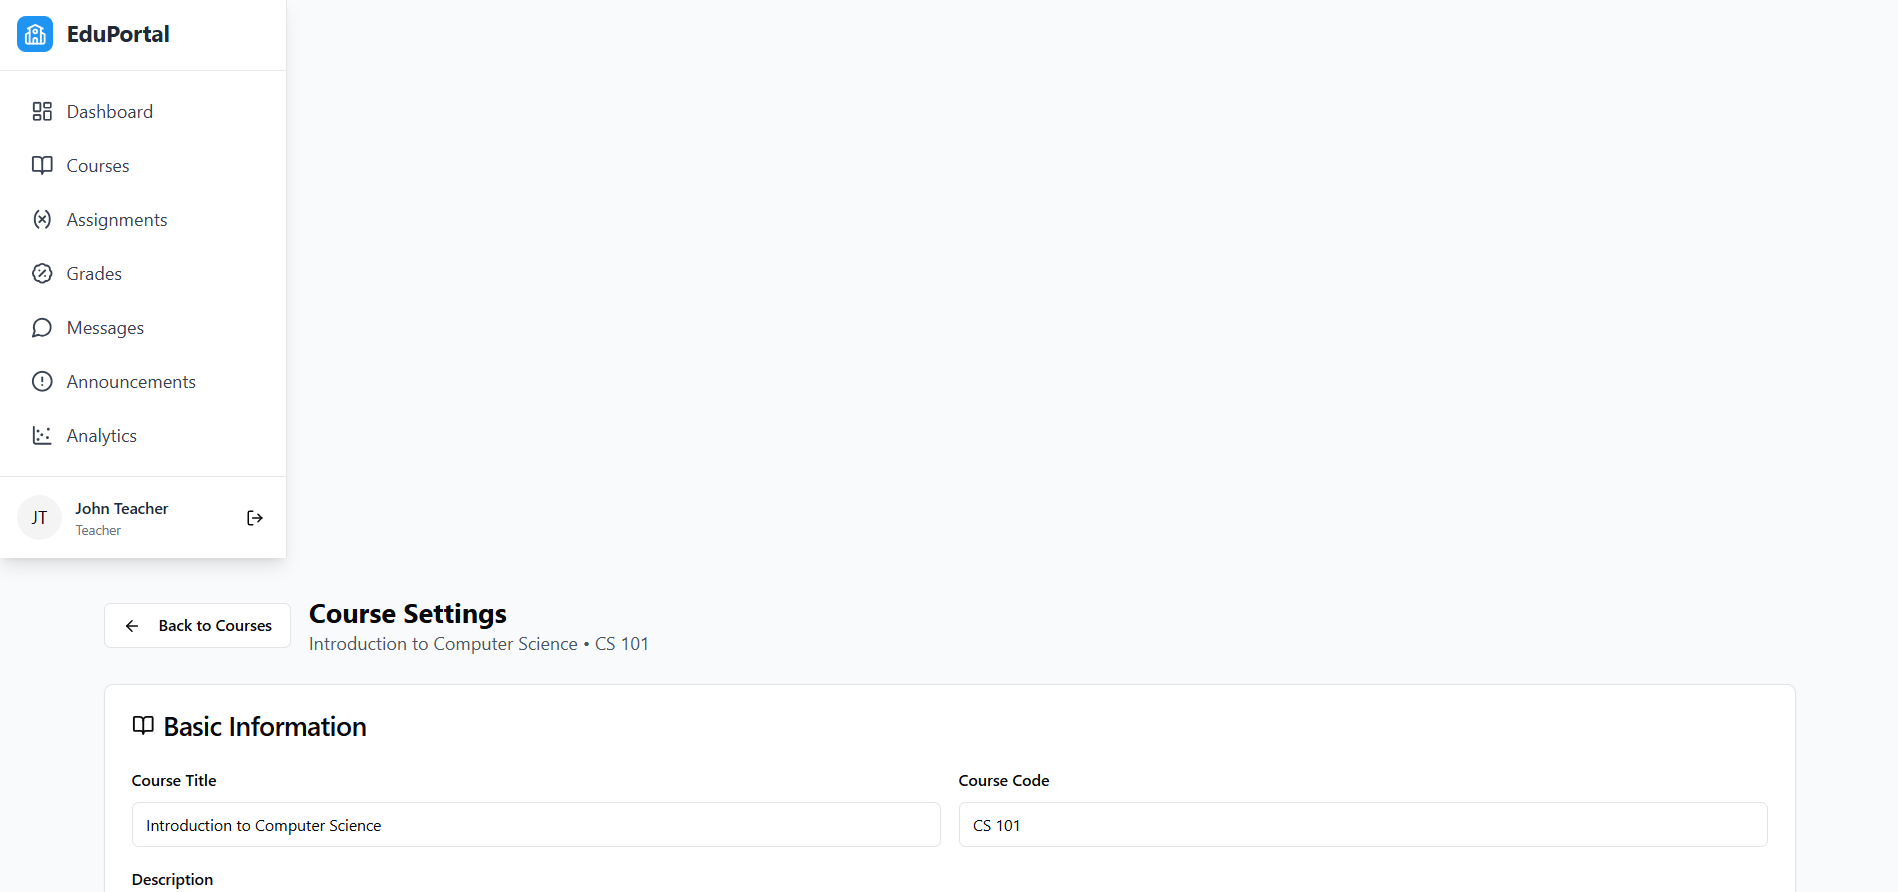 EduPortal
Dashboard
Courses
Assignments
Grades
Messages
Announcements
Analytics
JT
John Teacher
Teacher
Back to Courses
Course Settings
Introduction to Computer Science • CS 101
Basic Information
Course Title
Course Code
Introduction to Computer Science
CS 101
Description